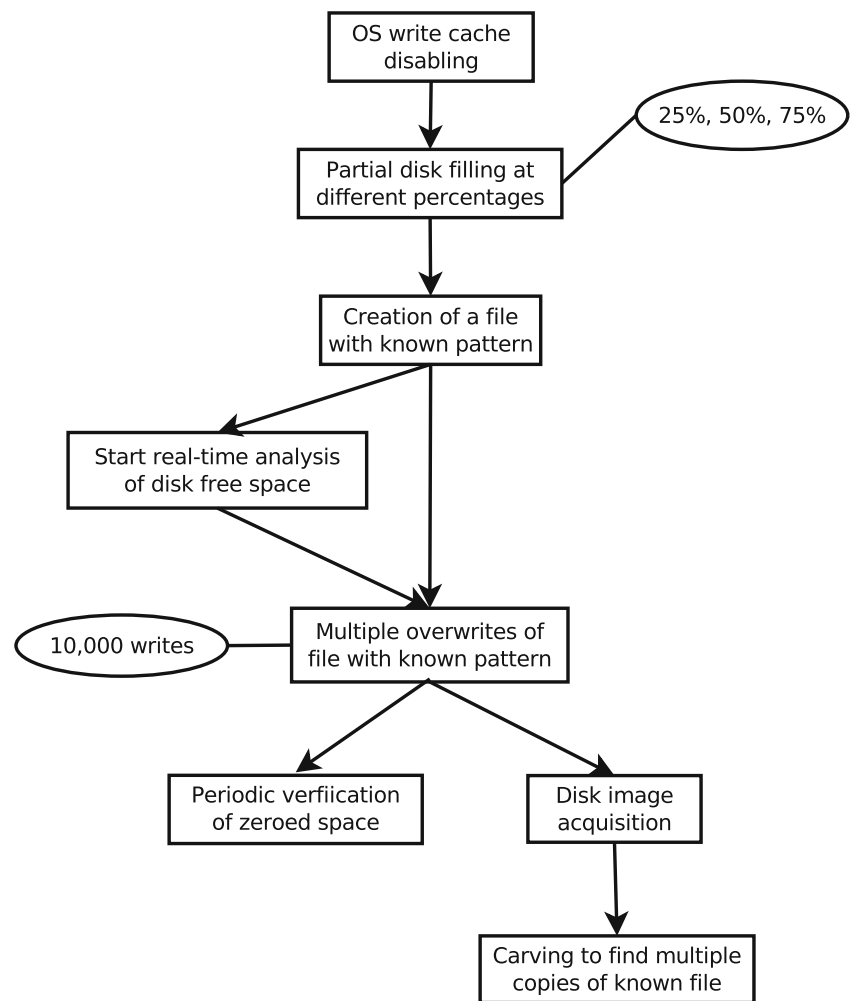 OS write cache
disabling
25%, 50%, 75%
Partial disk filling at
different percentages
Creation of a file
with known pattern
Start real-time analysis
of disk free space
Multiple overwrites of
file with known pattern
10,000 writes
Periodic verfiication
of zeroed space
Disk image
acquisition
Carving to find multiple
copies of known file